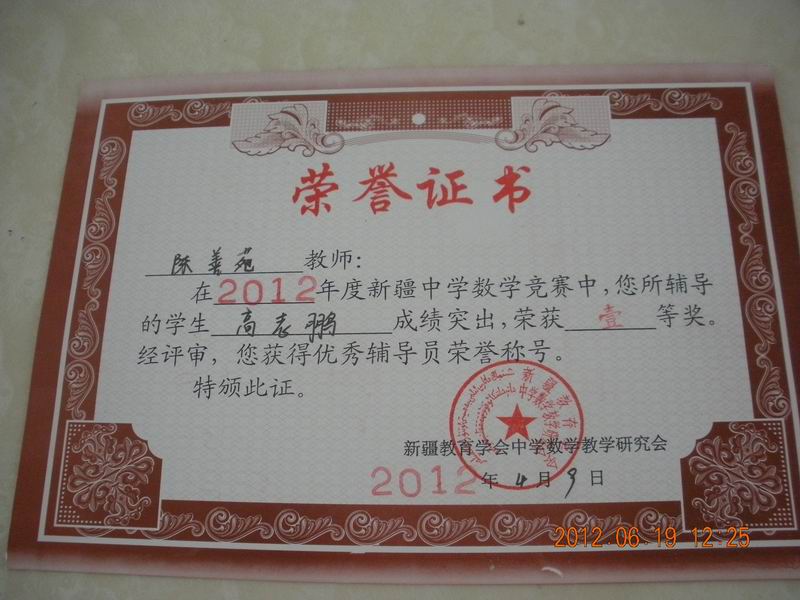 荣誉证书
陈善苑 教师:
在2012年度新疆中学数学竞赛中,您所辅导
的学生 高志鹏 成绩突出,荣获 壹 等奖。
经评审,您获得优秀辅导员荣誉称号。
特颁此证。
新疆教育学会中学数学教学研究会
2012年4月9日
2012.06.19 12:25